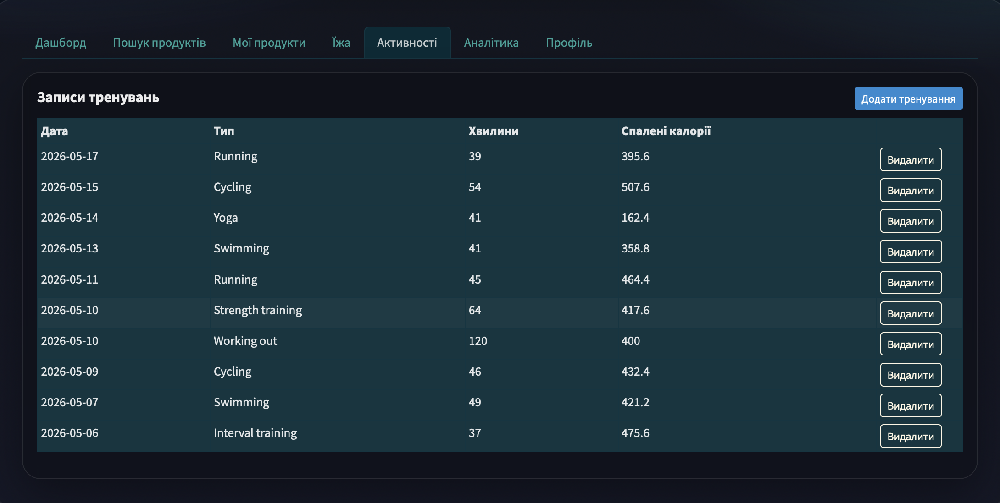 Дашборд Пошук продуктів Мої продукти Їжа Активності Аналітика Профіль
Записи тренувань Додати тренування
Дата Тип Хвилини Спалені калорії
2026-05-17 Running 39 395.6 Видалити
2026-05-15 Cycling 54 507.6 Видалити
2026-05-14 Yoga 41 162.4 Видалити
2026-05-13 Swimming 41 358.8 Видалити
2026-05-11 Running 45 464.4 Видалити
2026-05-10 Strength training 64 417.6 Видалити
2026-05-10 Working out 120 400 Видалити
2026-05-09 Cycling 46 432.4 Видалити
2026-05-07 Swimming 49 421.2 Видалити
2026-05-06 Interval training 37 475.6 Видалити